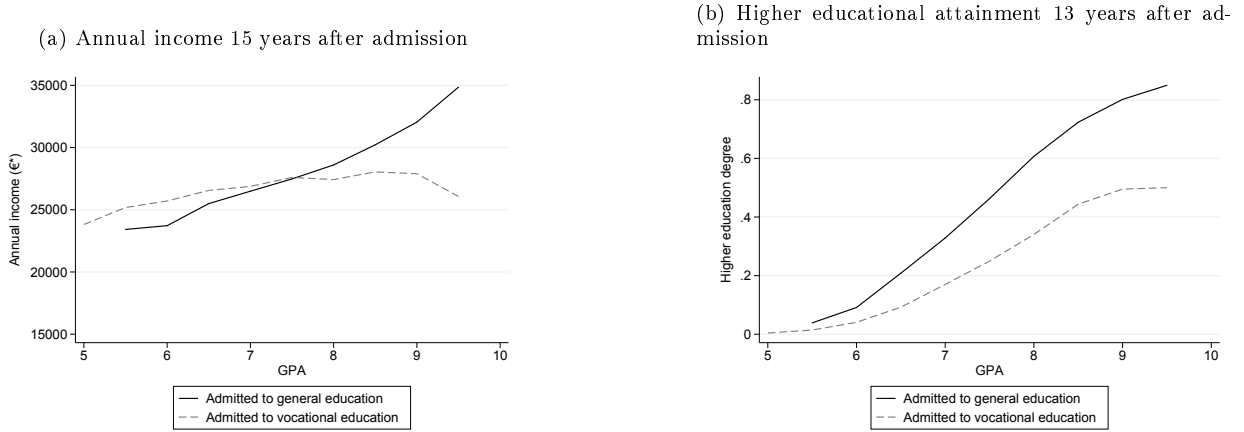 (a) Annual income 15 years after admission
35000
30000
25000
20000
15000
Annual income (€*)
5 6 7 8 9 10
GPA
Admitted to general education
Admitted to vocational education
(b) Higher educational attainment 13 years after ad-
mission
.8
.6
.4
.2
0
Higher education degree
5 6 7 8 9 10
GPA
Admitted to general education
Admitted to vocational education